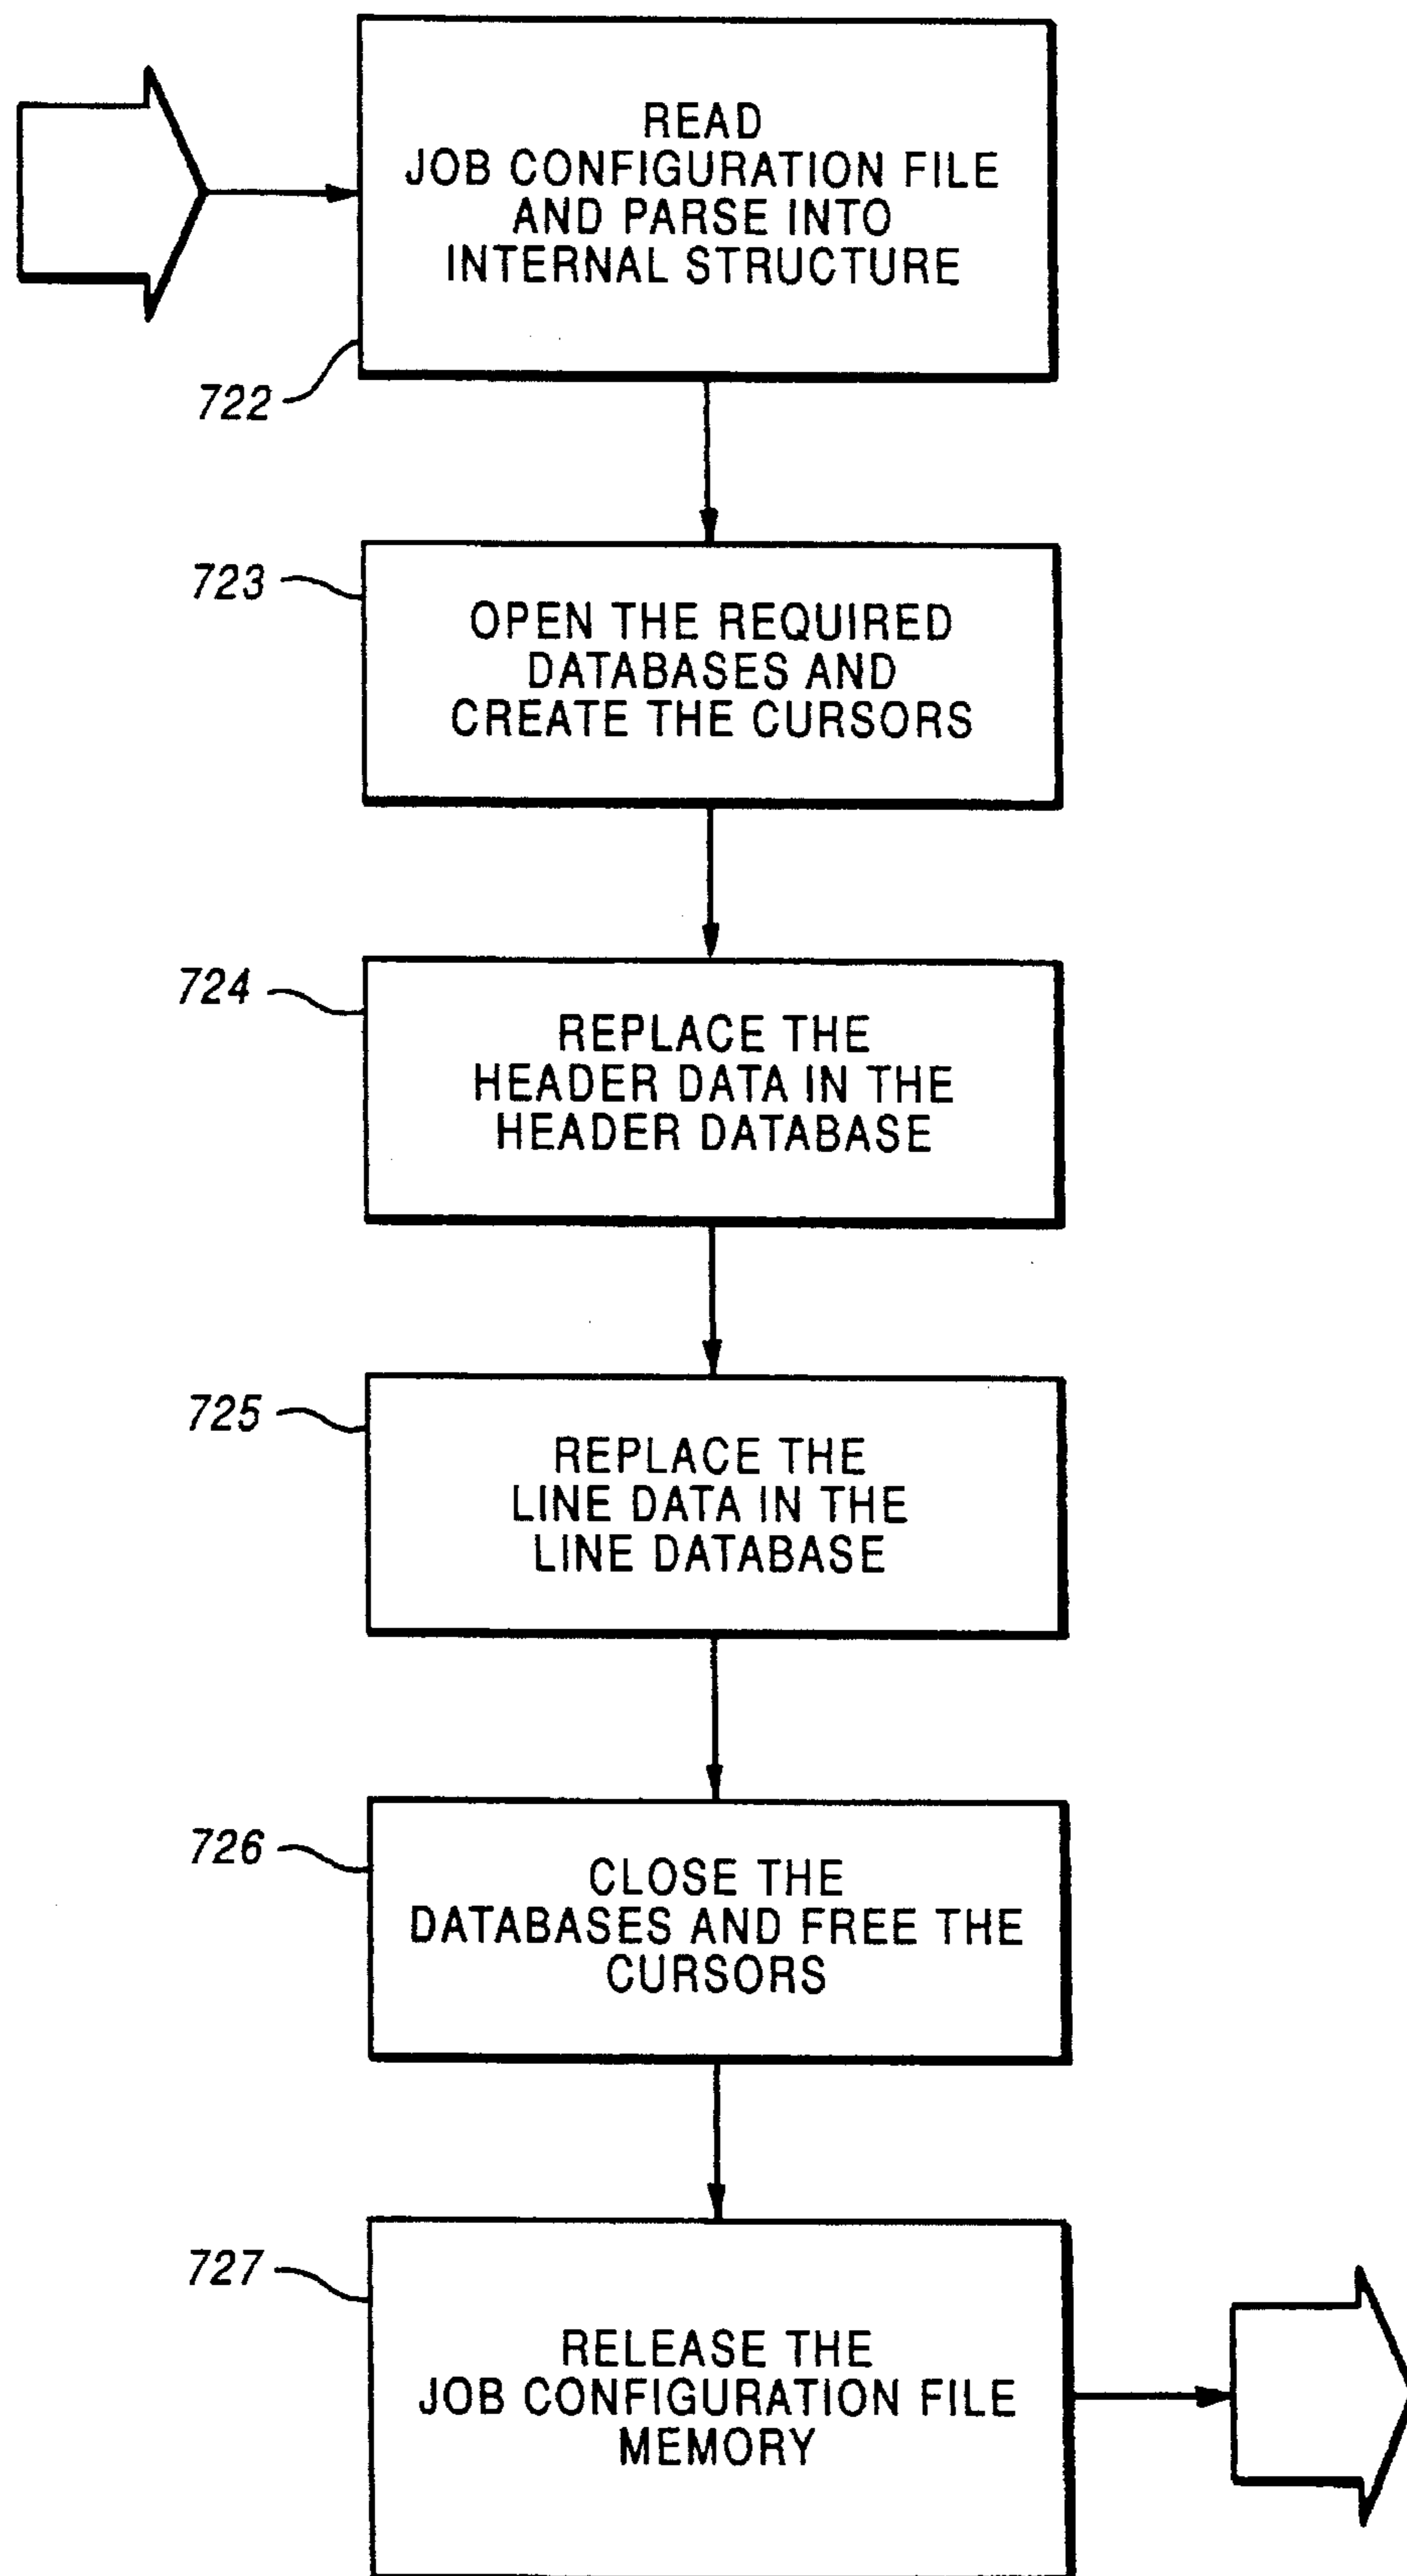 READ
JOB CONFIGURATION FILE
AND PARSE INTO
INTERNAL STRUCTURE
722
723
OPEN THE REQUIRED
DATABASES AND
CREATE THE CURSORS
724
REPLACE THE
HEADER DATA IN THE
HEADER DATABASE
725
REPLACE THE
LINE DATA IN THE
LINE DATABASE
726
CLOSE THE
DATABASES AND FREE THE
CURSORS
727
RELEASE THE
JOB CONFIGURATION FILE
MEMORY